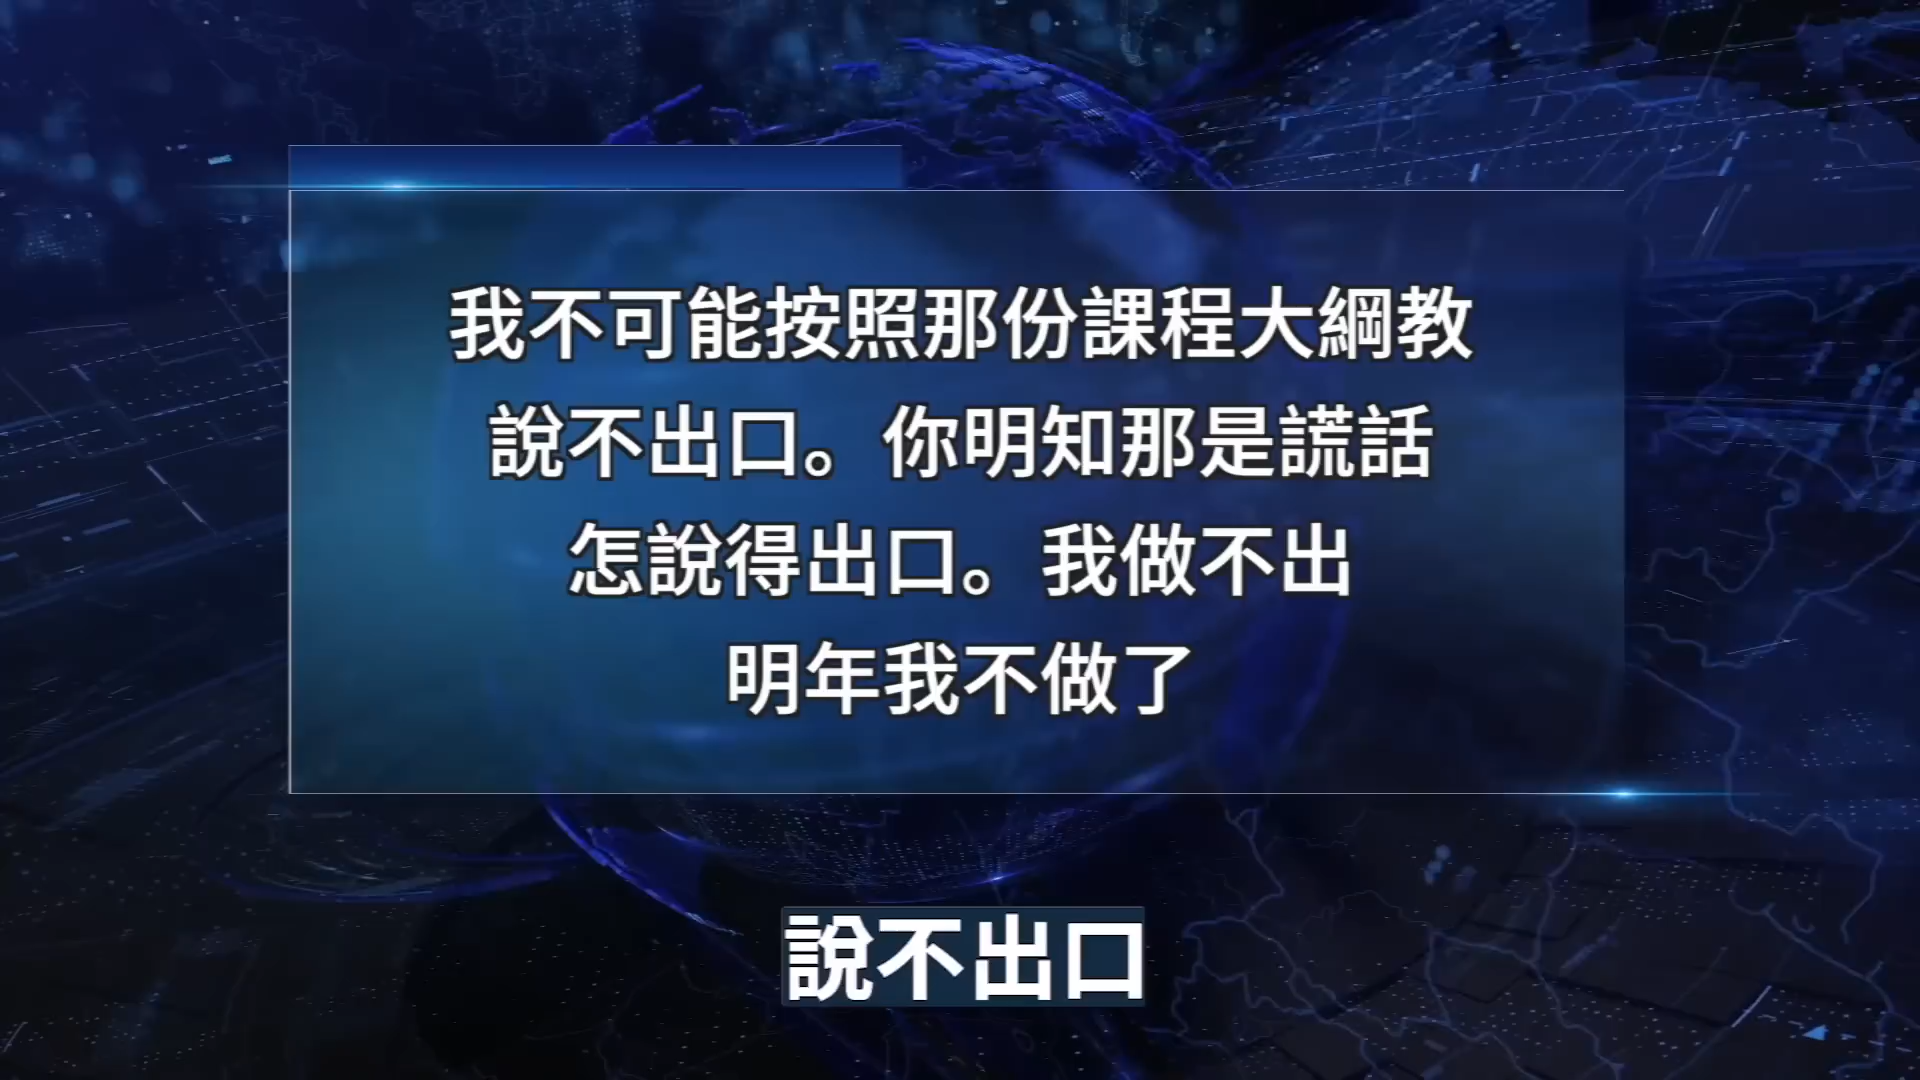 我不可能按照那份課程大綱教
說不出口。你明知那是謊話
怎說得出口。我做不出
明年我不做了
說不出口